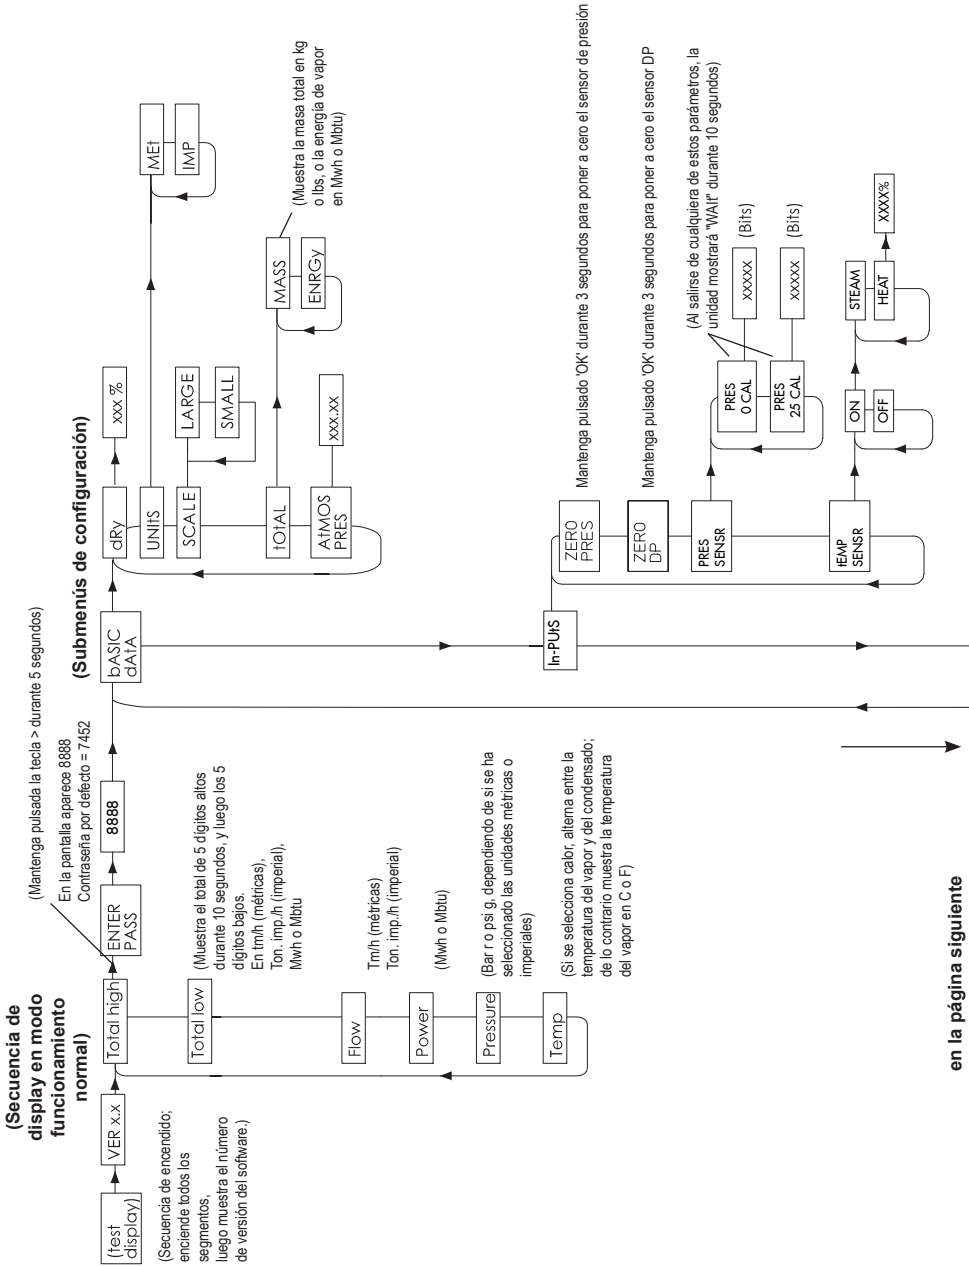 (Secuencia de
display en modo
funcionamiento
normal)
(test
display)
VER x.x
(Secuencia de encendido;
enciende todos los
segmentos,
luego muestra el número
de versión del software.)
Total high
Total low
Flow
Power
Pressure
Temp
(Muestra el total de 5 dígitos altos
durante 10 segundos, y luego los 5
dígitos bajos.
En tm/h (métricas),
Ton. imp./h (imperial),
Mwh o Mbtu
Tm/h (métricas)
Ton. imp./h (imperial)
(Mwh o Mbtu)
(Bar r o psi g, dependiendo de si se ha
seleccionado las unidades métricas o
imperiales)
(Si se selecciona calor, alterna entre la
temperatura del vapor y del condensado;
de lo contrario muestra la temperatura
del vapor en C o F)
ENTER
PASS
8888
(Mantenga pulsada la tecla > durante 5 segundos)
En la pantalla aparece 8888
Contraseña por defecto = 7452
(Submenús de configuración)
bASIC
dAtA
dRy
xxx %
UNItS
MEt
IMP
SCALE
LARGE
SMALL
tOtAL
MASS
ENRGy
(Muestra la masa total en kg
o lbs, o la energía de vapor
en Mwh o Mbtu)
AtMOS
PRES
xxx.xx
In-PUtS
ZERO
PRES
Mantenga pulsado 'OK' durante 3 segundos para poner a cero el sensor de presión
ZERO
DP
Mantenga pulsado 'OK' durante 3 segundos para poner a cero el sensor DP
PRES
SENSR
PRES
0 CAL
xxxxx
(Bits)
PRES
25 CAL
xxxxx
(Bits)
(Al salirse de cualquiera de estos parámetros, la
unidad mostrará "WAIt" durante 10 segundos)
tEMP
SENSR
ON
OFF
STEAM
HEAT
XXXX%
en la página siguiente